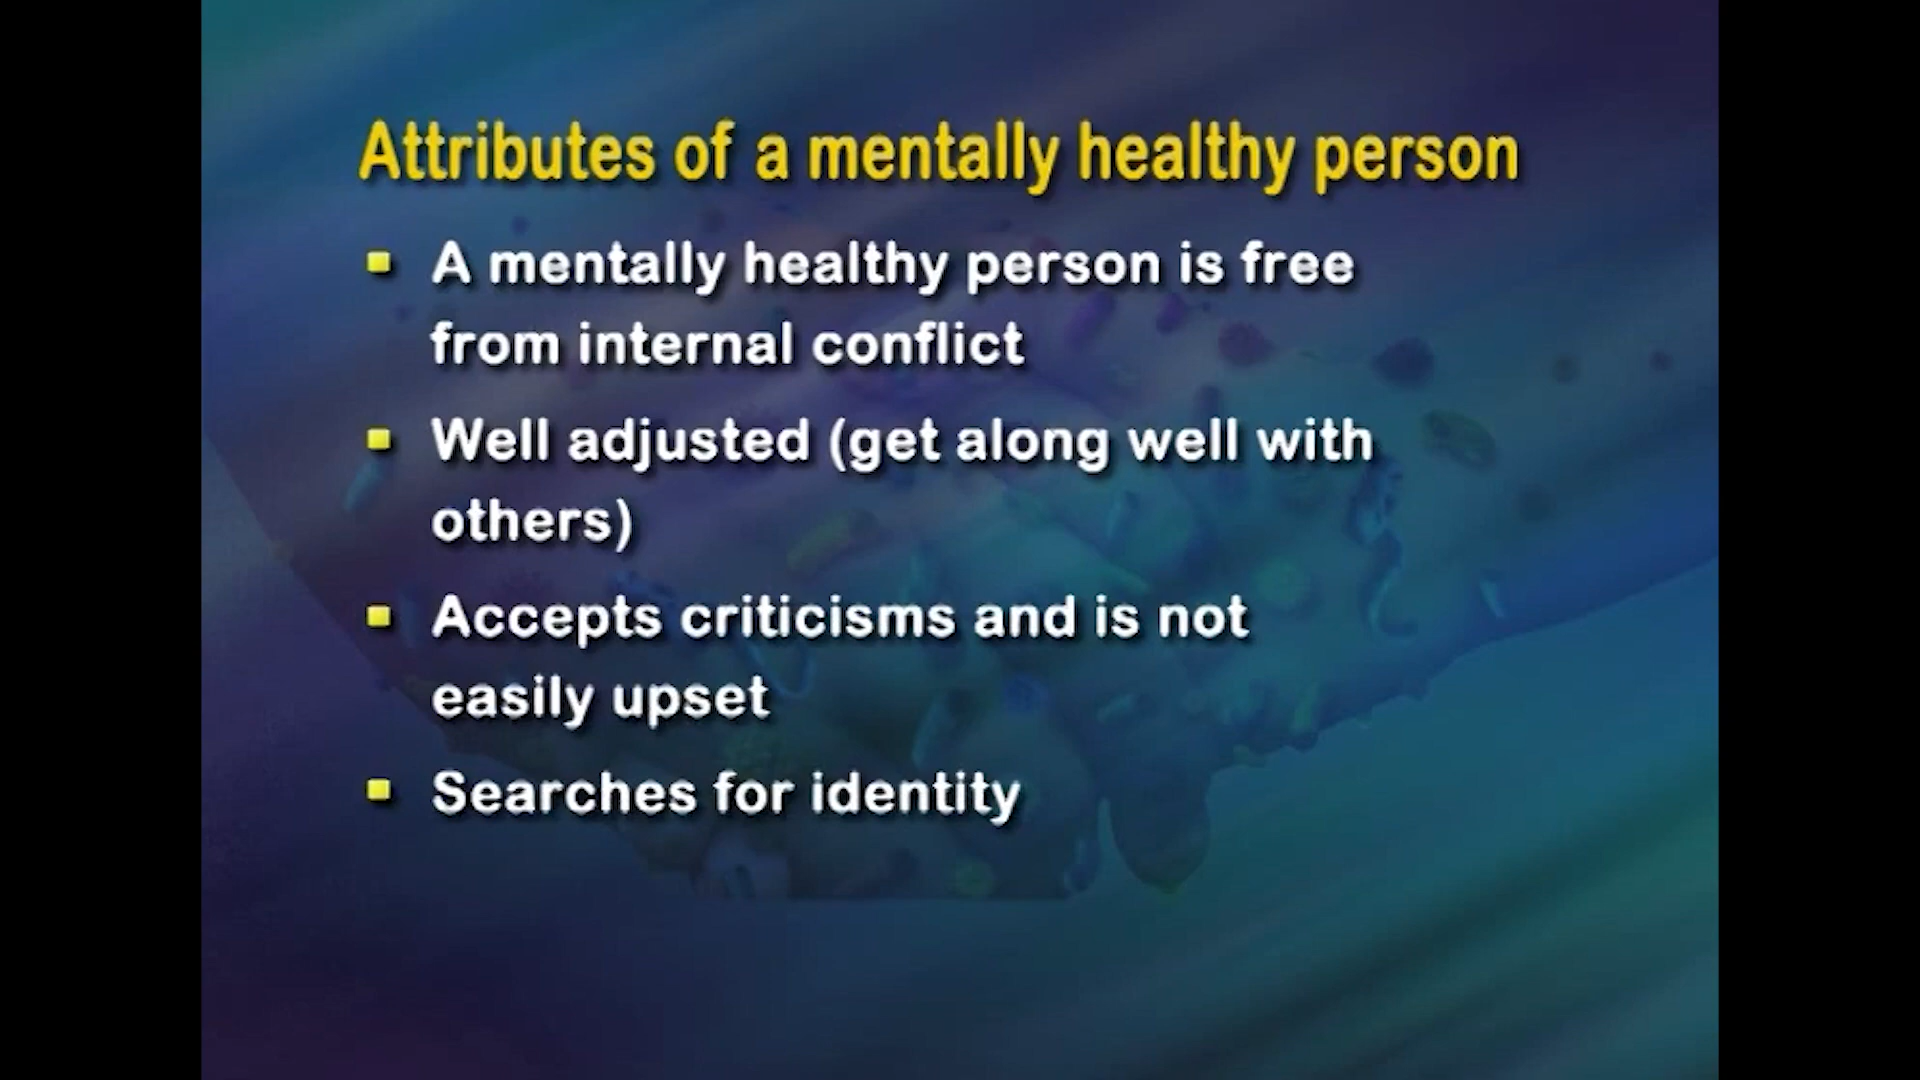 Attributes of a mentally healthy person
A mentally healthy person is free
from internal conflict
Well adjusted (get along well with
others)
Accepts criticisms and is not
easily upset
Searches for identity